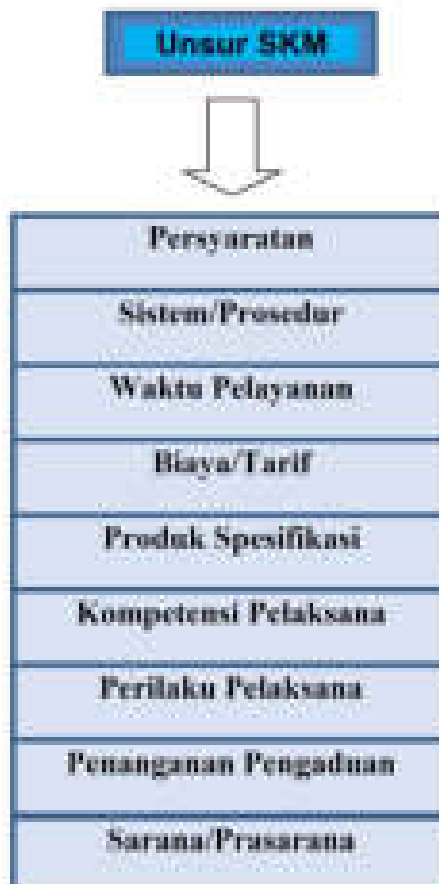 Unsur SKM
Persyaratan
Sistem/Prosedur
Waktu Pelayanan
Biaya/Tarif
Produk Spesifikasi
Kompetensi Pelaksana
Perilaku Pelaksana
Penanganan Pengaduan
Sarana/Prasarana